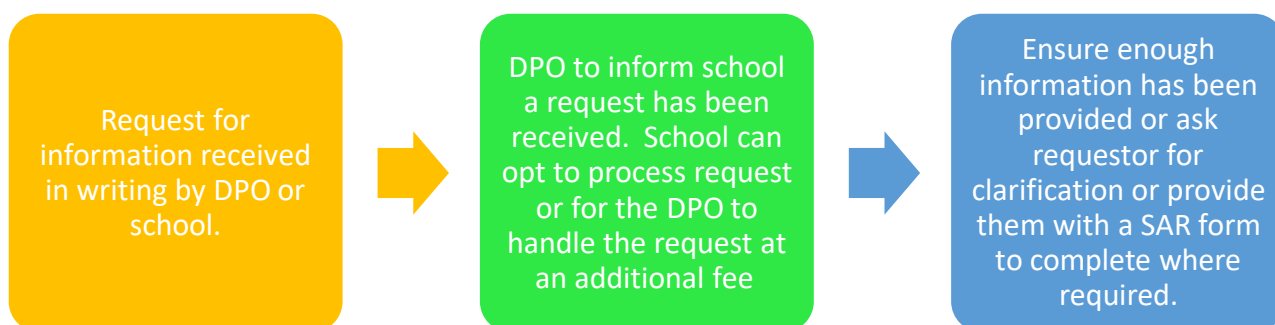 Request for
information received
in writing by DPO or
school.
DPO to inform school
a request has been
received.  School can
opt to process request
or for the DPO to
handle the request at
an additional fee
Ensure enough
information has been
provided or ask
requestor for
clarification or provide
them with a SAR form
to complete where
required.